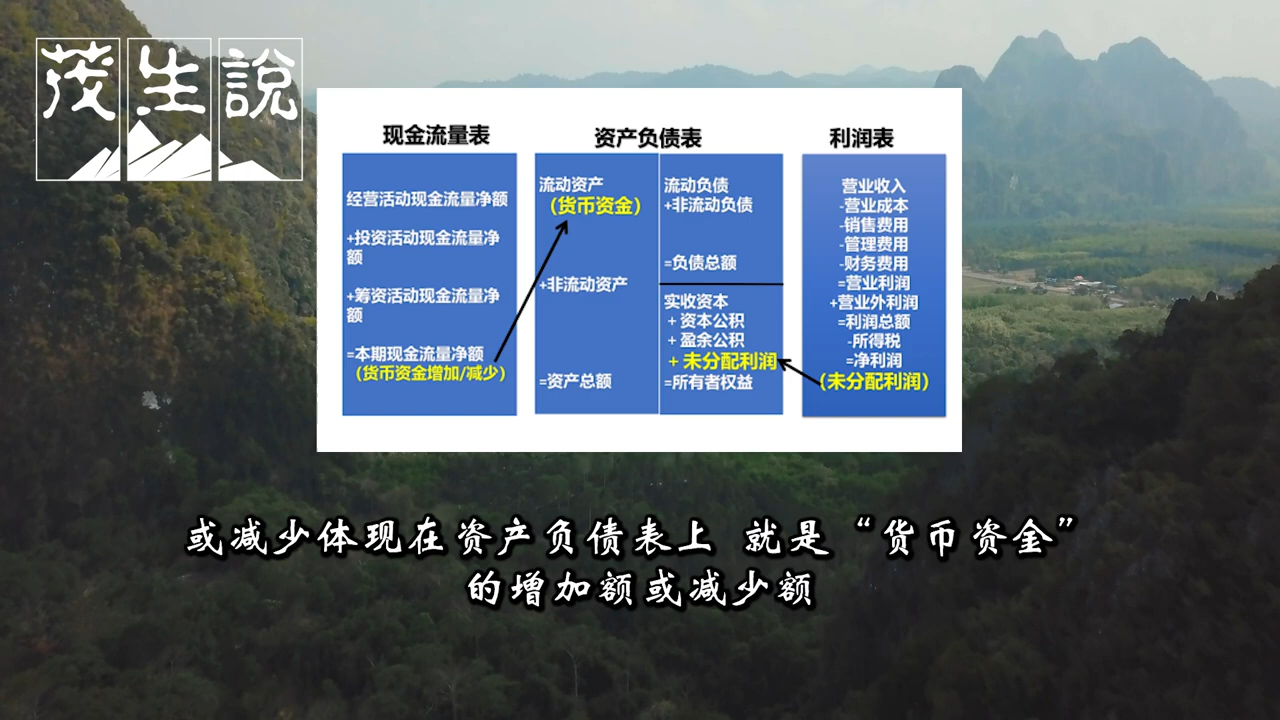 茂生說
现金流量表
经营活动现金流量净额
+投资活动现金流量净
额
+筹资活动现金流量净
额
=本期现金流量净额
（货币资金增加/减少）
资产负债表
流动资产
（货币资金）
+非流动资产
=资产总额
流动负债
+非流动负债
=负债总额
实收资本
+ 资本公积
+ 盈余公积
+ 未分配利润
=所有者权益
利润表
营业收入
-营业成本
-销售费用
-管理费用
-财务费用
=营业利润
+营业外利润
=利润总额
-所得税
=净利润
（未分配利润）
或减少体现在资产负债表上 就是“货币资金”
的增加额或减少额